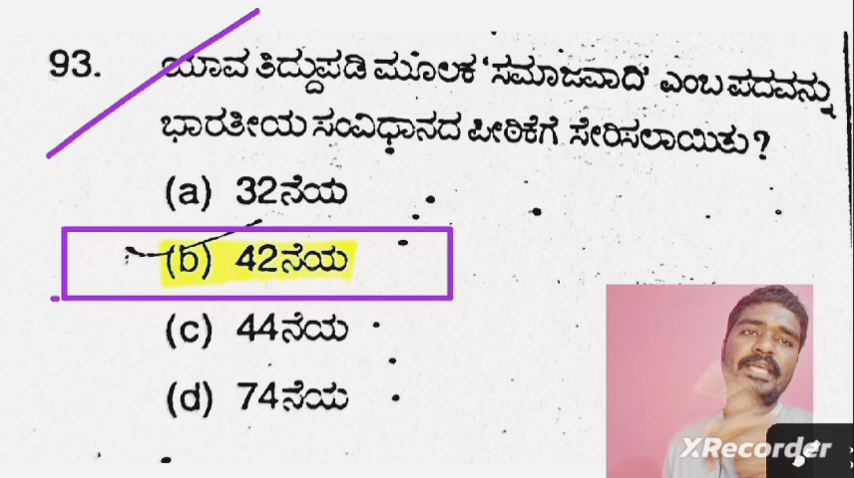 93. ಯಾವ ತಿದ್ದುಪಡಿ ಮೂಲಕ ‘ಸಮಾಜವಾದಿ’ ಎಂಬ ಪದವನ್ನು
ಭಾರತೀಯ ಸಂವಿಧಾನದ ಪೀಠಿಕೆಗೆ ಸೇರಿಸಲಾಯಿತು?
(a) 32ನೆಯ
(b) 42ನೆಯ
(c) 44ನೆಯ
(d) 74ನೆಯ
XRecorder